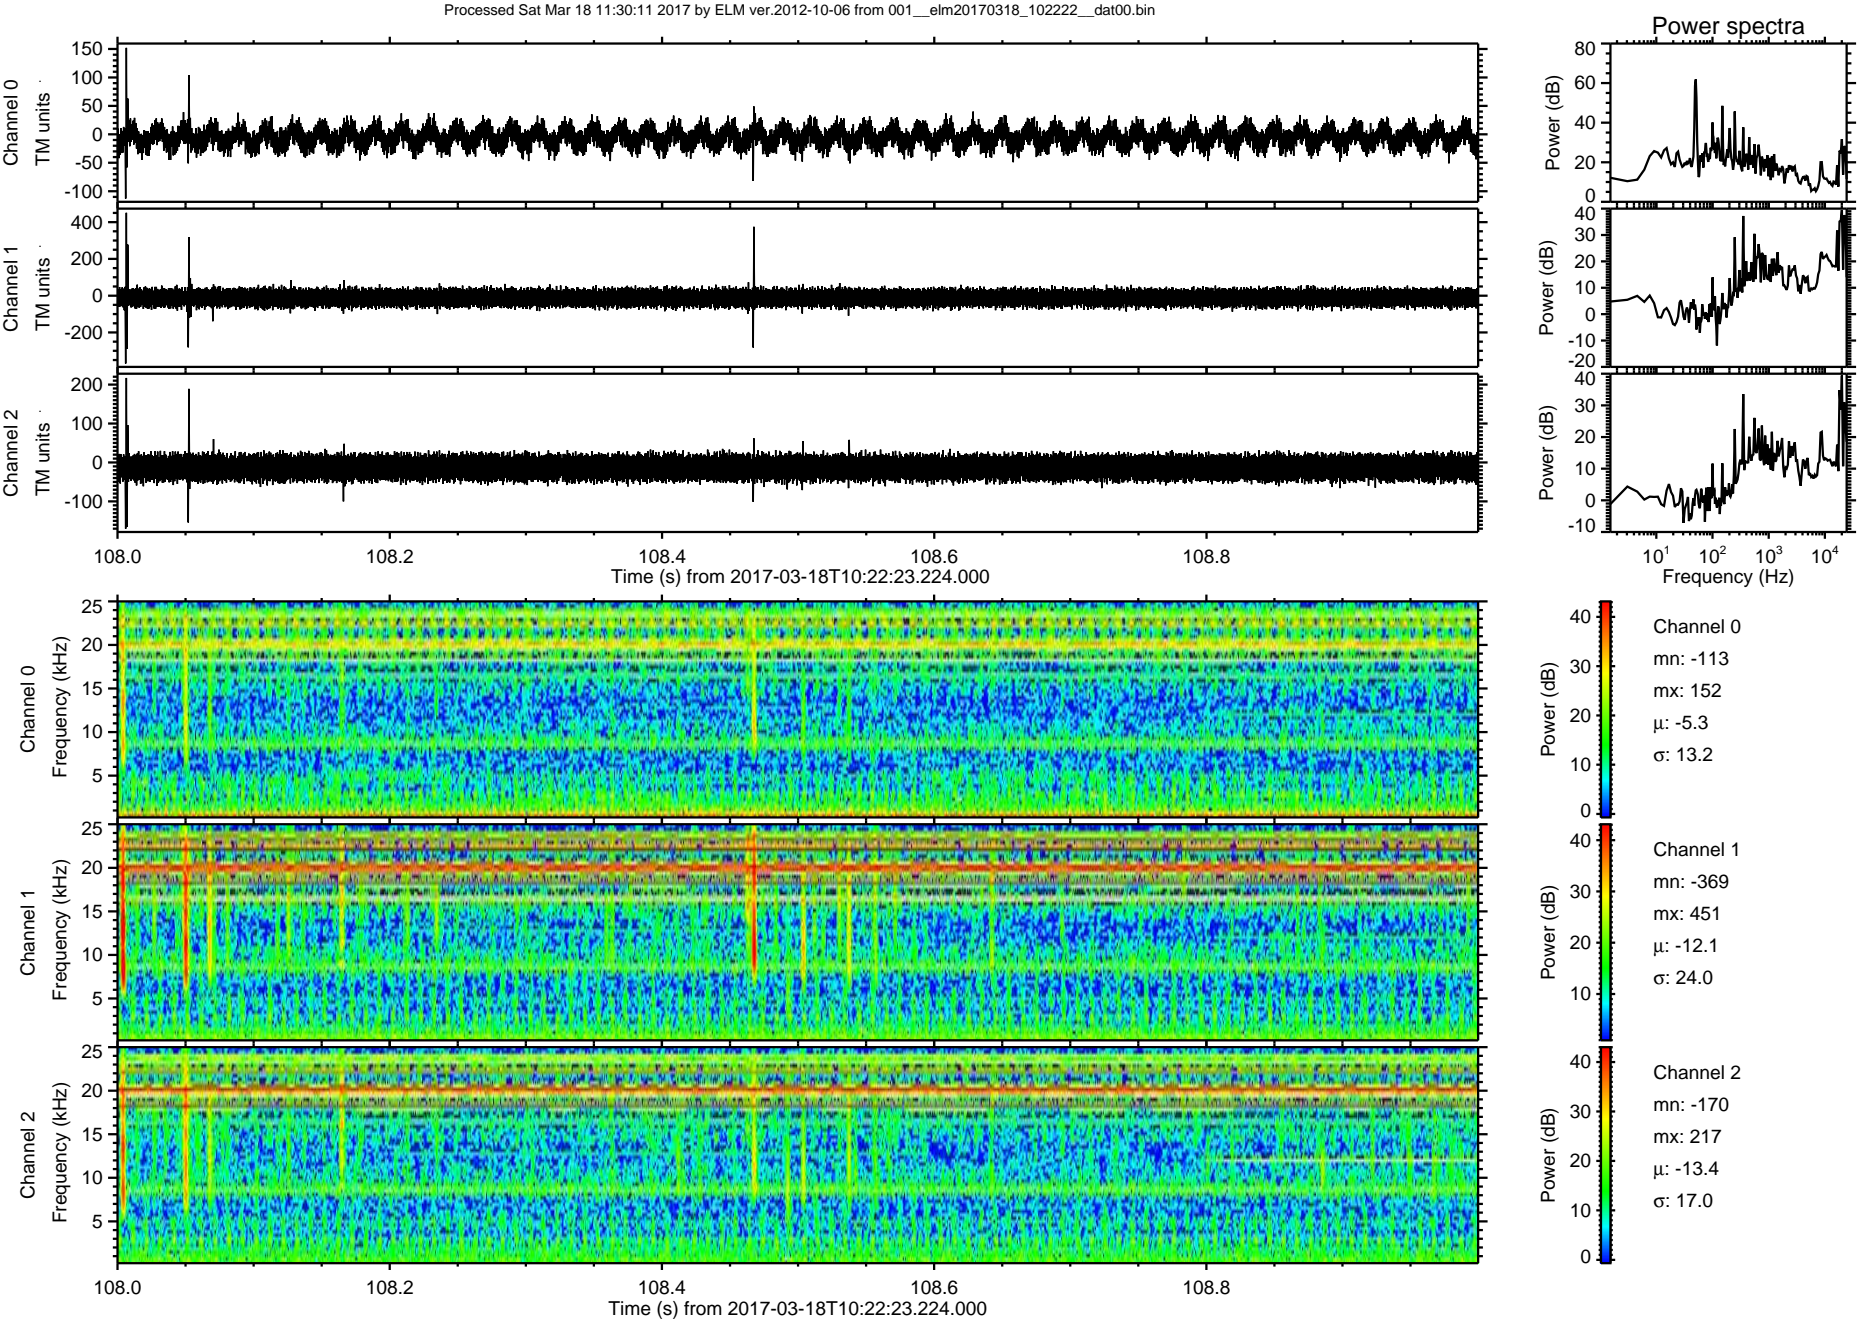 Processed Sat Mar 18 11:30:11 2017 by ELM ver.2012-10-06 from 001__elm20170318_102222__dat00.bin
Power spectra
Channel 0
TM units
150
100
50
0
-50
-100
Power (dB)
80
60
40
20
0
Channel 1
TM units
400
200
0
-200
Power (dB)
40
30
20
10
0
-10
-20
Channel 2
TM units
200
100
0
-100
Power (dB)
40
30
20
10
0
-10
108.0 108.2 108.4 108.6 108.8
Time (s) from 2017-03-18T10:22:23.224.000
10¹ 10² 10³ 10⁴
Frequency (Hz)
Channel 0
Frequency (kHz)
25
20
15
10
5
Power (dB)
40
30
20
10
0
Channel 0
mn: -113
mx: 152
μ: -5.3
σ: 13.2
Channel 1
Frequency (kHz)
25
20
15
10
5
Power (dB)
40
30
20
10
Channel 1
mn: -369
mx: 451
μ: -12.1
σ: 24.0
Channel 2
Frequency (kHz)
25
20
15
10
5
Power (dB)
40
30
20
10
0
Channel 2
mn: -170
mx: 217
μ: -13.4
σ: 17.0
108.0 108.2 108.4 108.6 108.8
Time (s) from 2017-03-18T10:22:23.224.000